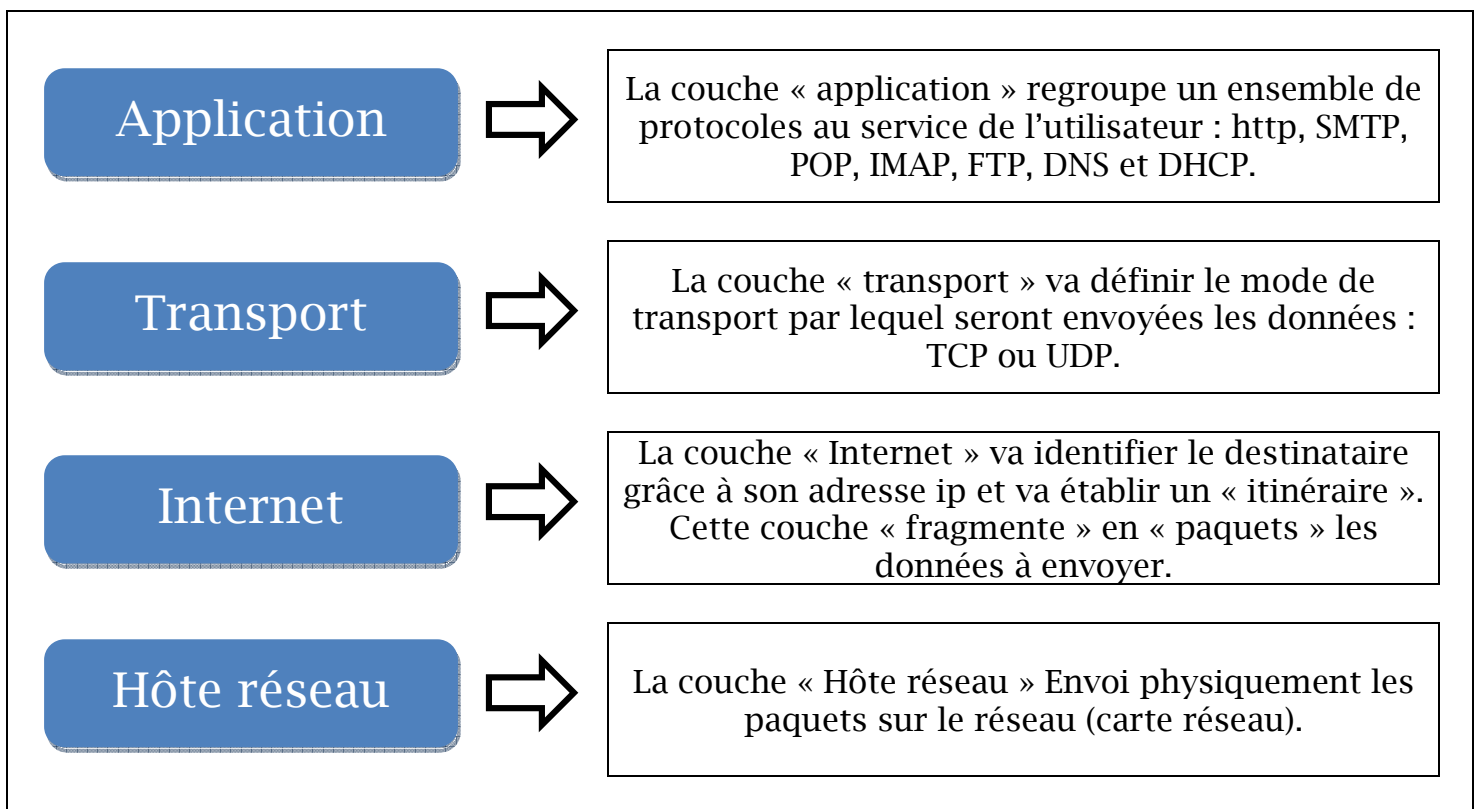 Application
La couche « application » regroupe un ensemble de
protocoles au service de l’utilisateur : http, SMTP,
POP, IMAP, FTP, DNS et DHCP.
Transport
La couche « transport » va définir le mode de
transport par lequel seront envoyées les données :
TCP ou UDP.
Internet
La couche « Internet » va identifier le destinataire
grâce à son adresse ip et va établir un « itinéraire ».
Cette couche « fragmente » en « paquets » les
données à envoyer.
Hôte réseau
La couche « Hôte réseau » Envoi physiquement les
paquets sur le réseau (carte réseau).